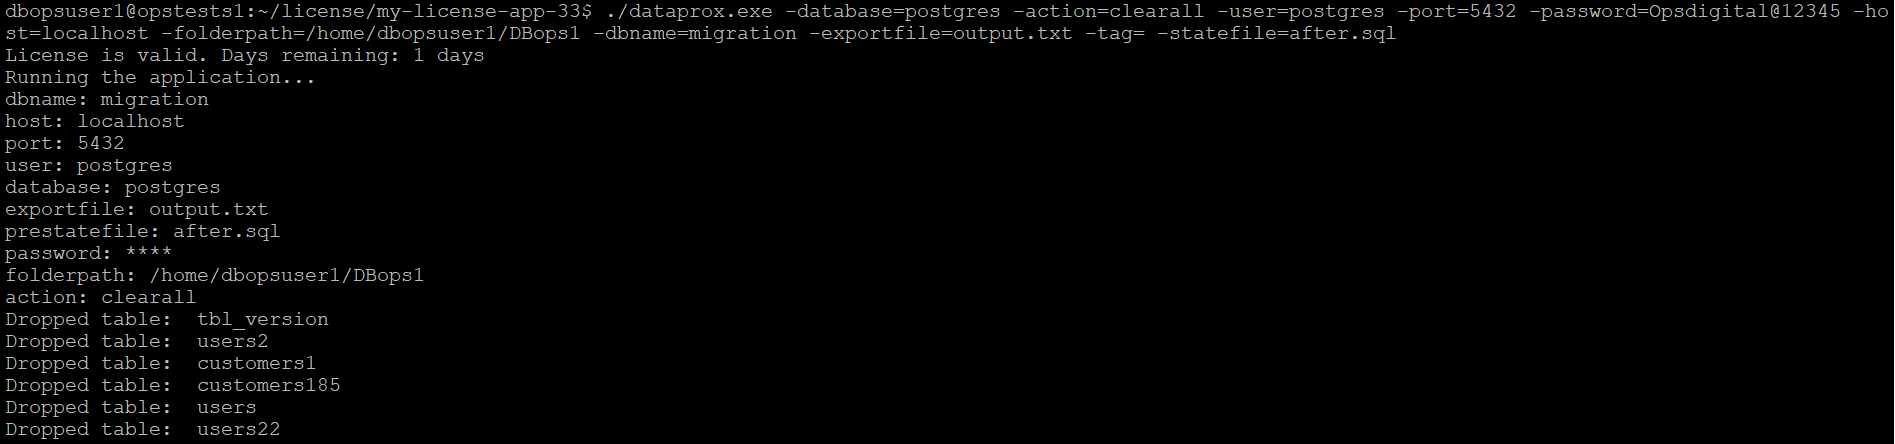 dbopsuser1@opstests1:~/license/my-license-app-33$ ./dataprox.exe -database=postgres -action=clearall -user=postgres -port=5432 -password=Opsdigital@12345 -ho
st=localhost -folderpath=/home/dbopsuser1/DBops1 -dbname=migration -exportfile=output.txt -tag= -statefile=after.sql
License is valid. Days remaining: 1 days
Running the application...
dbname: migration
host: localhost
port: 5432
user: postgres
database: postgres
exportfile: output.txt
prestatefile: after.sql
password: ****
folderpath: /home/dbopsuser1/DBops1
action: clearall
Dropped table:  tbl_version
Dropped table:  users2
Dropped table:  customers1
Dropped table:  customers185
Dropped table:  users
Dropped table:  users22